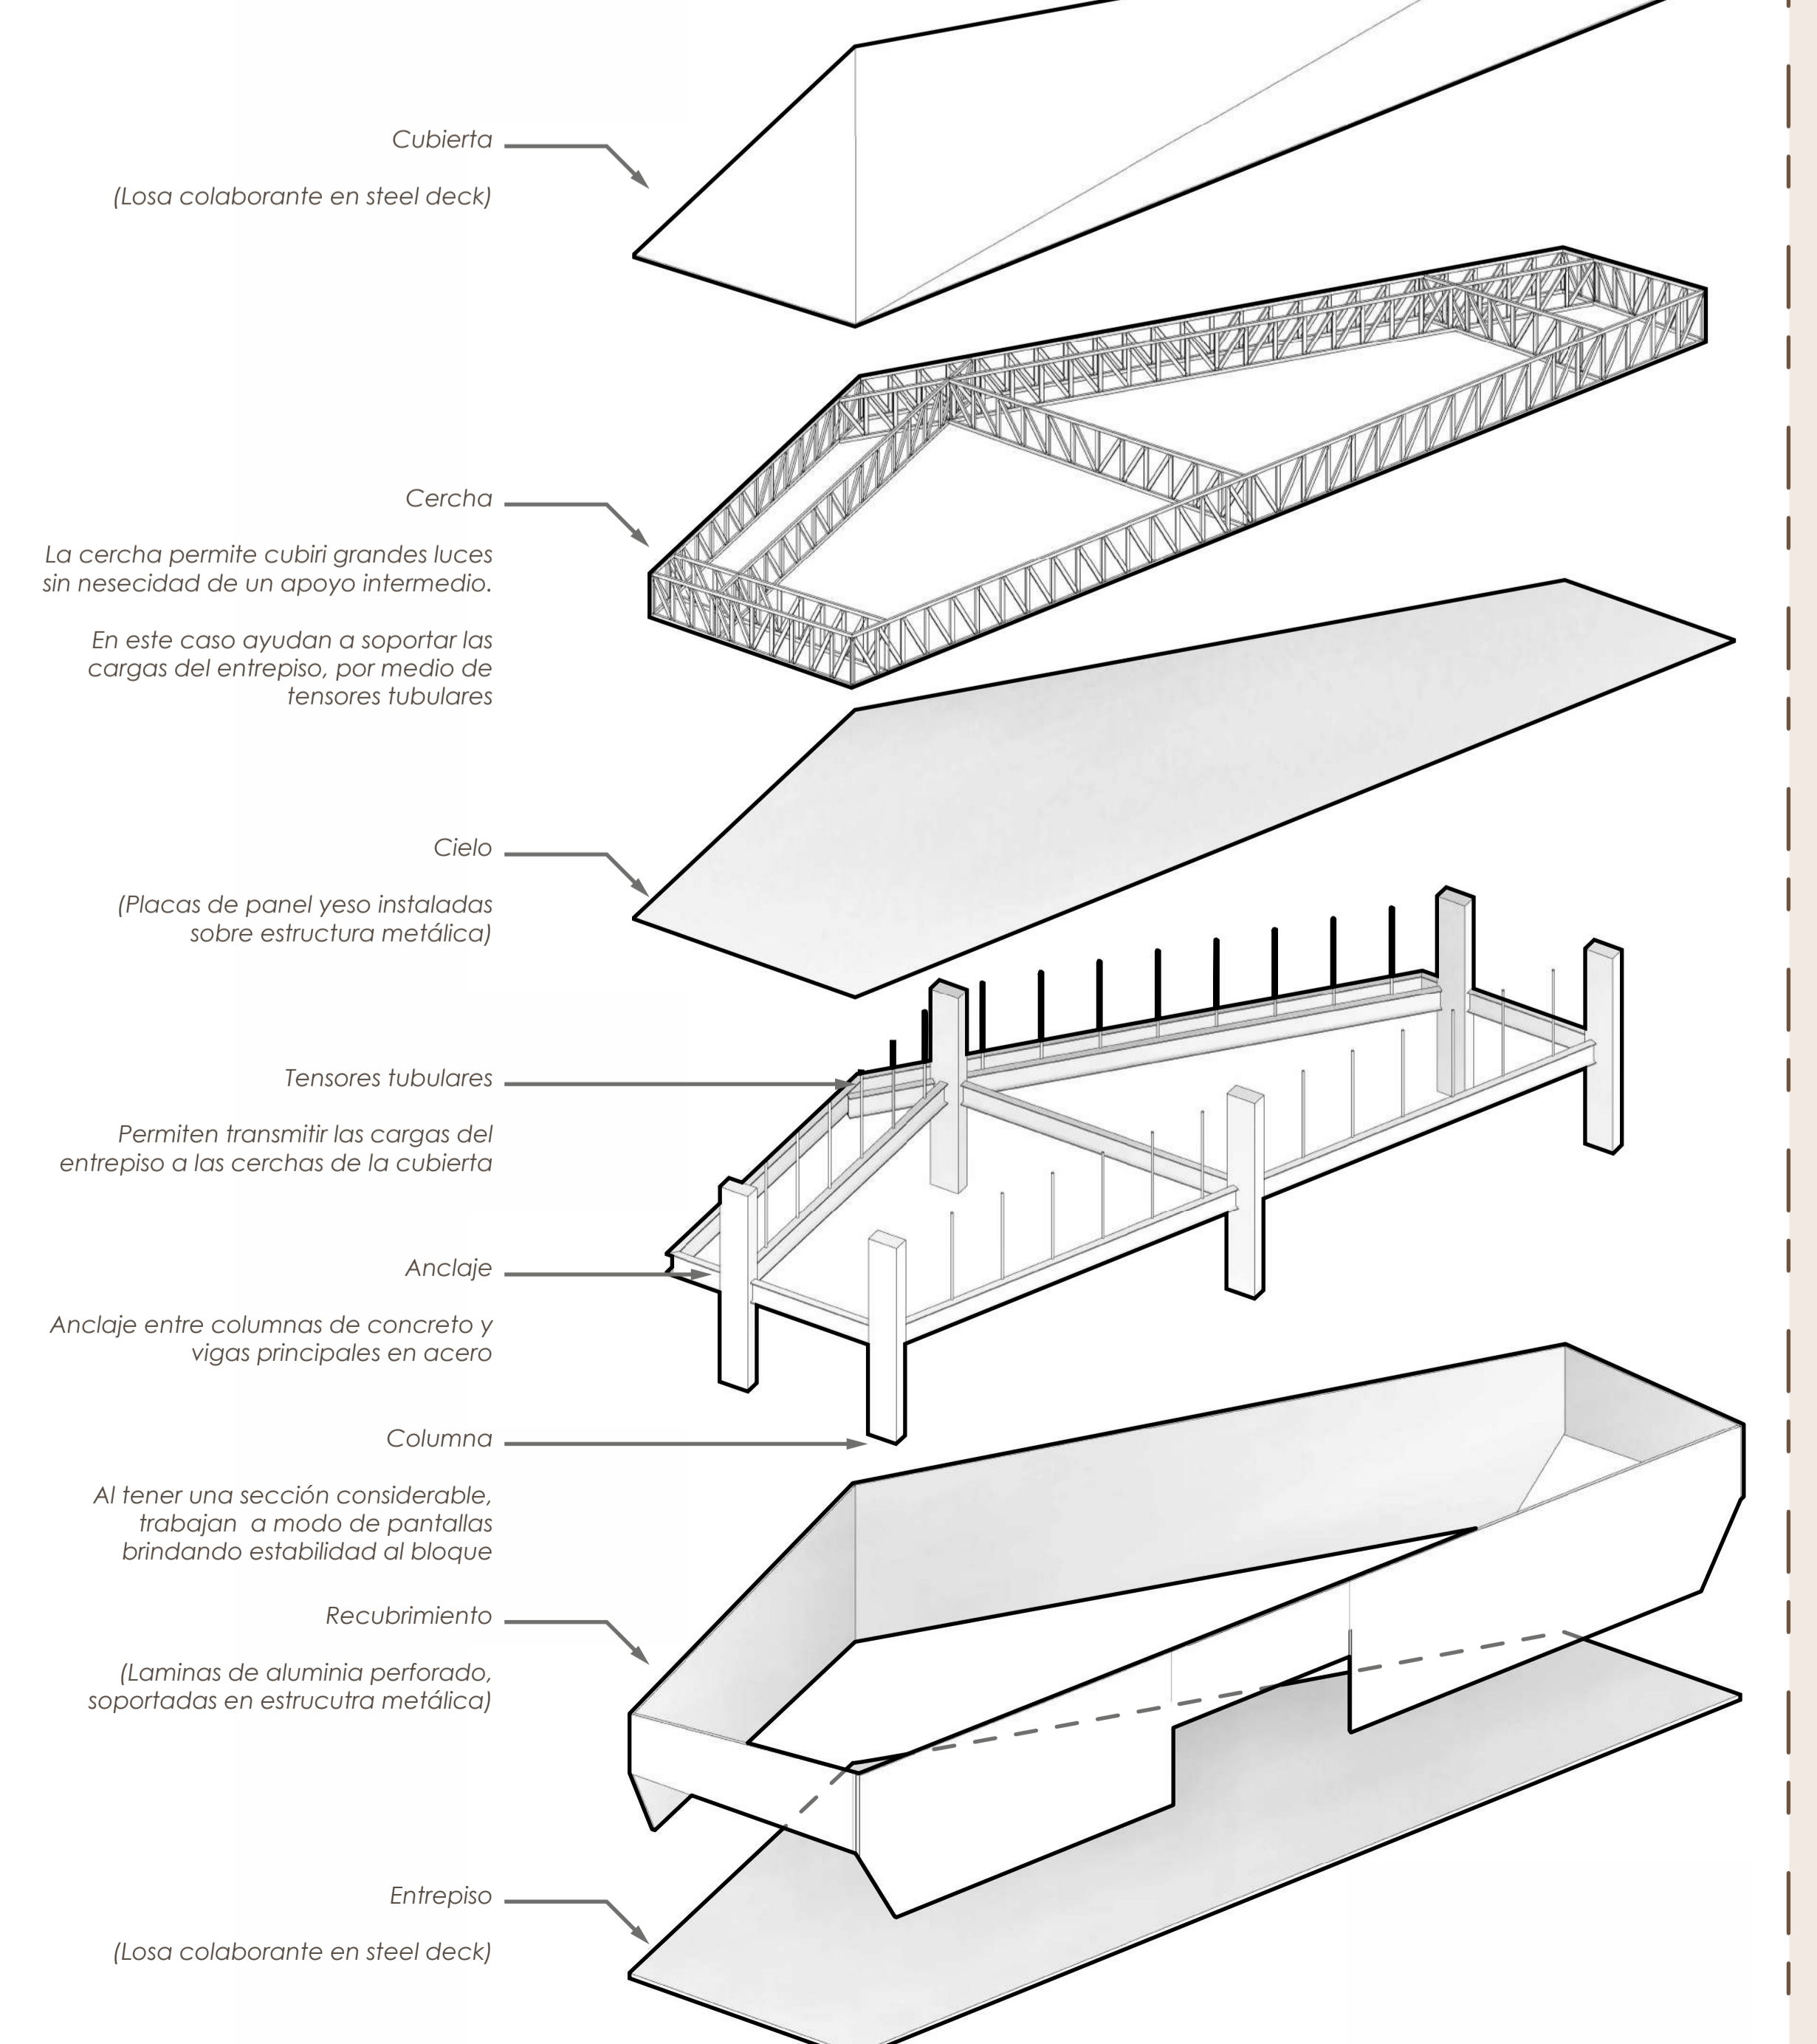 Cubierta
(Losa colaborante en steel deck)
Cercha
La cercha permite cubiri grandes luces
sin nesecidad de un apoyo intermedio.
En este caso ayudan a soportar las
cargas del entrepiso, por medio de
tensores tubulares
Cielo
(Placas de panel yeso instaladas
sobre estructura metálica)
Tensores tubulares
Permiten transmitir las cargas del
entrepiso a las cerchas de la cubierta
Anclaje
Anclaje entre columnas de concreto y
vigas principales en acero
Columna
Al tener una sección considerable,
trabajan  a modo de pantallas
brindando estabilidad al bloque
Recubrimiento
(Laminas de aluminia perforado,
soportadas en estrucutra metálica)
Entrepiso
(Losa colaborante en steel deck)